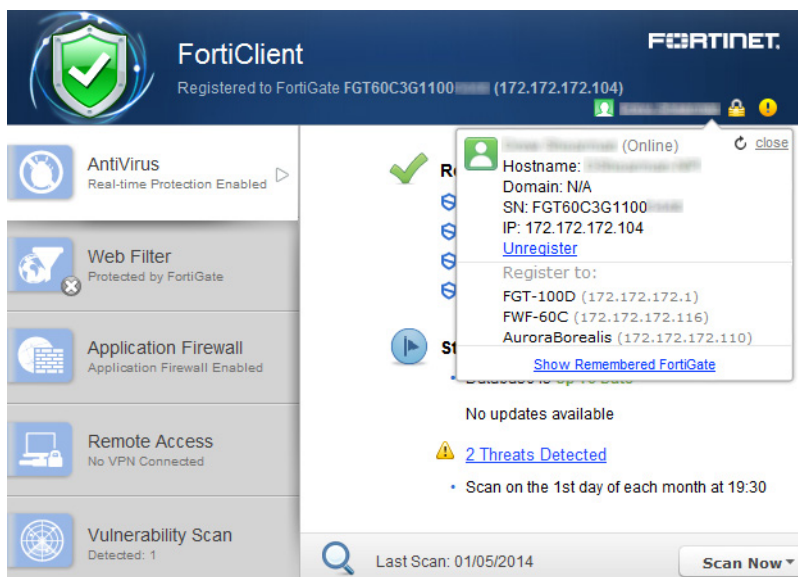 FortiClient
FORTINET
Registered to FortiGate FGT60C3G1100 (172.172.172.104)
AntiVirus
Real-time Protection Enabled
Web Filter
Protected by FortiGate
Application Firewall
Application Firewall Enabled
Remote Access
No VPN Connected
Vulnerability Scan
Detected: 1
(Online)
close
Hostname:
Domain: N/A
SN: FGT60C3G1100
IP: 172.172.172.104
Unregister
Register to:
FGT-100D (172.172.172.1)
FWF-60C (172.172.172.116)
AuroraBorealis (172.172.172.110)
Show Remembered FortiGate
No updates available
2 Threats Detected
Scan on the 1st day of each month at 19:30
Last Scan: 01/05/2014
Scan Now